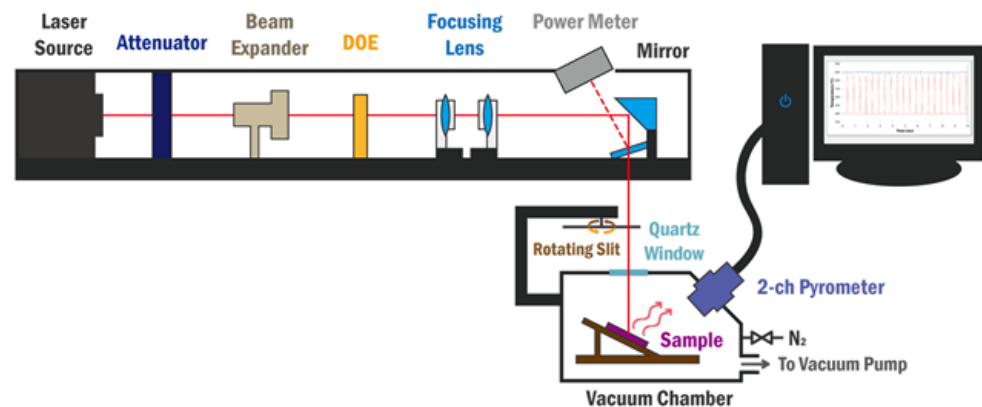 Laser
Source
Attenuator
Beam
Expander
DOE
Focusing
Lens
Power Meter
Mirror
Rotating Slit
Quartz
Window
2-ch Pyrometer
Sample
N₂
To Vacuum Pump
Vacuum Chamber